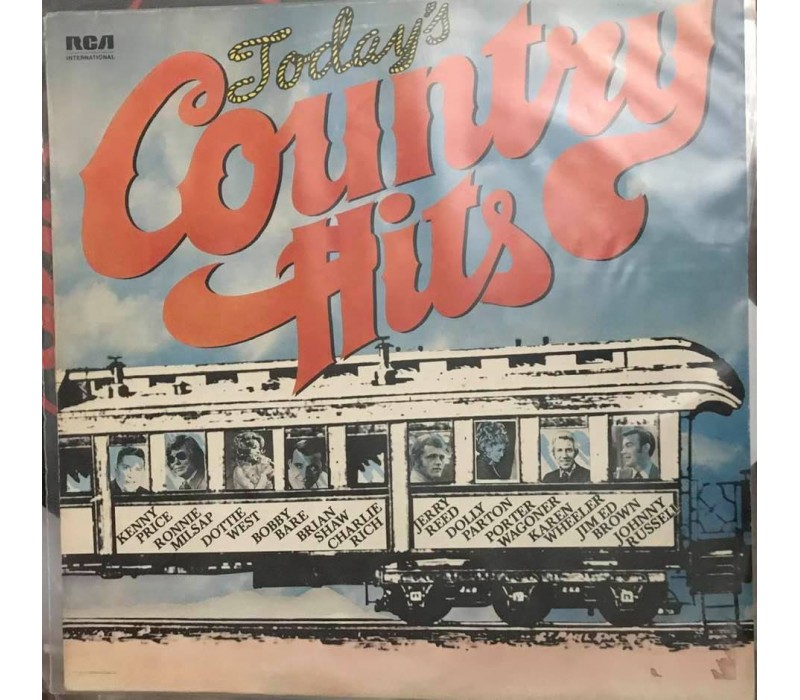 RCA
INTERNATIONAL
Today's
Country
Hits
KENNY
PRICE
RONNIE
MILSAP
DOTTIE
WEST
BOBBY
BARE
BRIAN
SHAW
CHARLIE
RICH
JERRY
REED
DOLLY
PARTON
PORTER
WAGONER
KAREN
WHEELER
JIM ED
BROWN
JOHNNY
RUSSELL